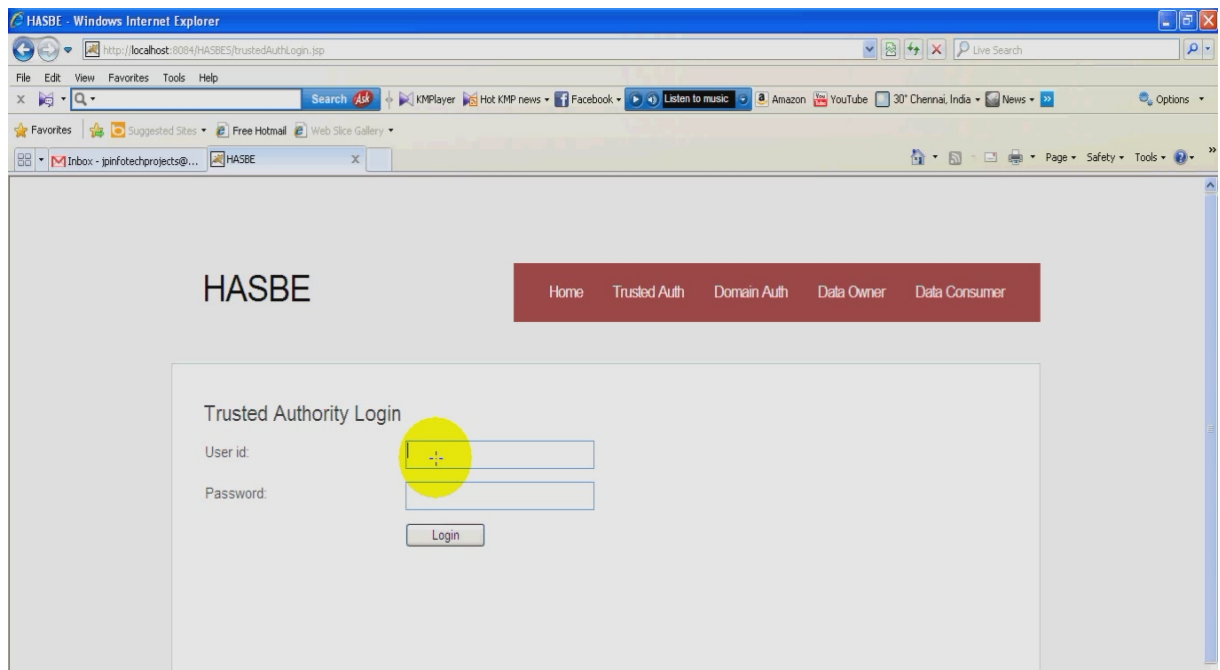 HASBE - Windows Internet Explorer
http://localhost:8084/HASBES/trustedAuthLogin.jsp
Live Search
File Edit View Favorites Tools Help
X Search Ask KMPlayer Hot KMP news Facebook Listen to music Amazon YouTube 30° Chennai, India News Options
Favorites Suggested Sites Free Hotmail Web Slice Gallery
Inbox - jpinfotechprojects@... HASBE X Page Safety Tools
HASBE
Home Trusted Auth Domain Auth Data Owner Data Consumer
Trusted Authority Login
User id:
Password:
Login